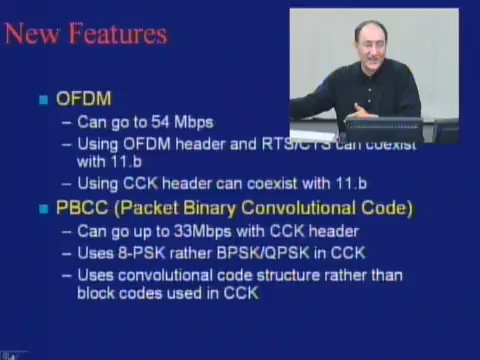 New Features
OFDM
– Can go to 54 Mbps
– Using OFDM header and RTS/CTS can coexist
with 11.b
– Using CCK header can coexist with 11.b
PBCC (Packet Binary Convolutional Code)
– Can go up to 33Mbps with CCK header
– Uses 8-PSK rather BPSK/QPSK in CCK
– Uses convolutional code structure rather than
block codes used in CCK